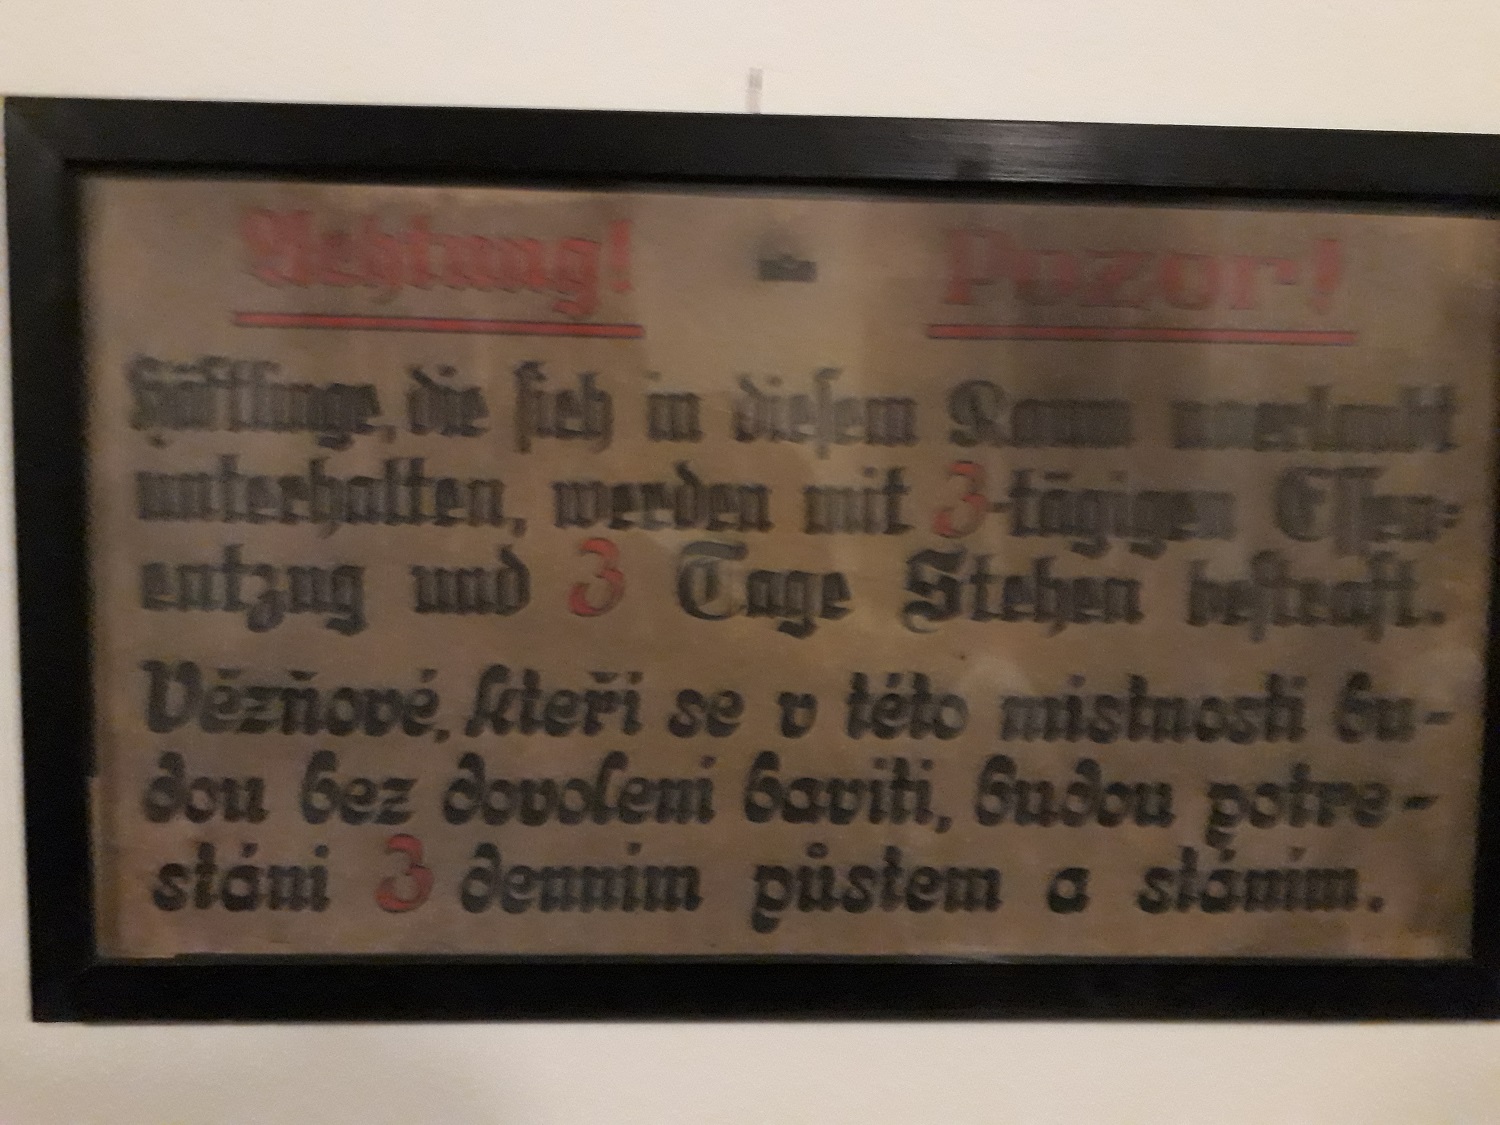 Achtung! - Pozor!
Häftlinge, die sich in diesem Raum unerlaubt
unterhalten, werden mit 3-tägigen Essen-
entzug und 3 Tage Stehen bestraft.
Vězňové, kteří se v této místnosti bu-
dou bez dovolení baviti, budou potre-
stáni 3 denním půstem a stáním.